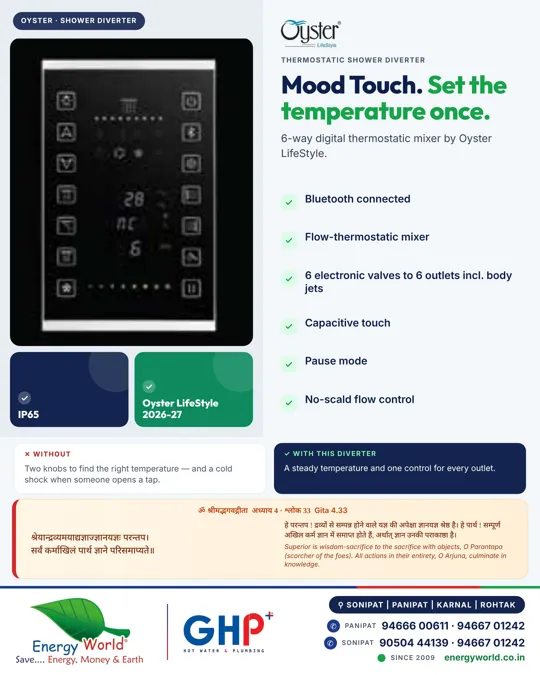 OYSTER · SHOWER DIVERTER
Oyster®
LifeStyle
THERMOSTATIC SHOWER DIVERTER
Mood Touch. Set the
temperature once.
6-way digital thermostatic mixer by Oyster
LifeStyle.
28
6
Bluetooth connected
Flow-thermostatic mixer
6 electronic valves to 6 outlets incl. body
jets
Capacitive touch
Pause mode
No-scald flow control
IP65
Oyster LifeStyle
2026-27
× WITHOUT
Two knobs to find the right temperature — and a cold
shock when someone opens a tap.
✓ WITH THIS DIVERTER
A steady temperature and one control for every outlet.
ॐ श्रीमद्भगवद्गीता अध्याय 4 · श्लोक 33 Gita 4.33
श्रेयान्द्रव्यमयाद्यज्ञाज्ज्ञानयज्ञः परन्तप।
सर्वं कर्माखिलं पार्थ ज्ञाने परिसमाप्यते॥
हे परन्तप ! द्रव्यों से सम्पन्न होने वाले यज्ञ की अपेक्षा ज्ञानयज्ञ श्रेष्ठ है। हे पार्थ ! सम्पूर्ण
अखिल कर्म ज्ञान में समाप्त होते हैं, अर्थात् ज्ञान उनकी पराकाष्ठा है।
Superior is wisdom-sacrifice to the sacrifice with objects, O Parantapa
(scorcher of the foes). All actions in their entirety, O Arjuna, culminate in
knowledge.
Energy World
Save.... Energy, Money & Earth
GHP+
HOT WATER & PLUMBING
SONIPAT | PANIPAT | KARNAL | ROHTAK
PANIPAT 94666 00611 · 94667 01242
SONIPAT 90504 44139 · 94667 01242
SINCE 2009 energyworld.co.in